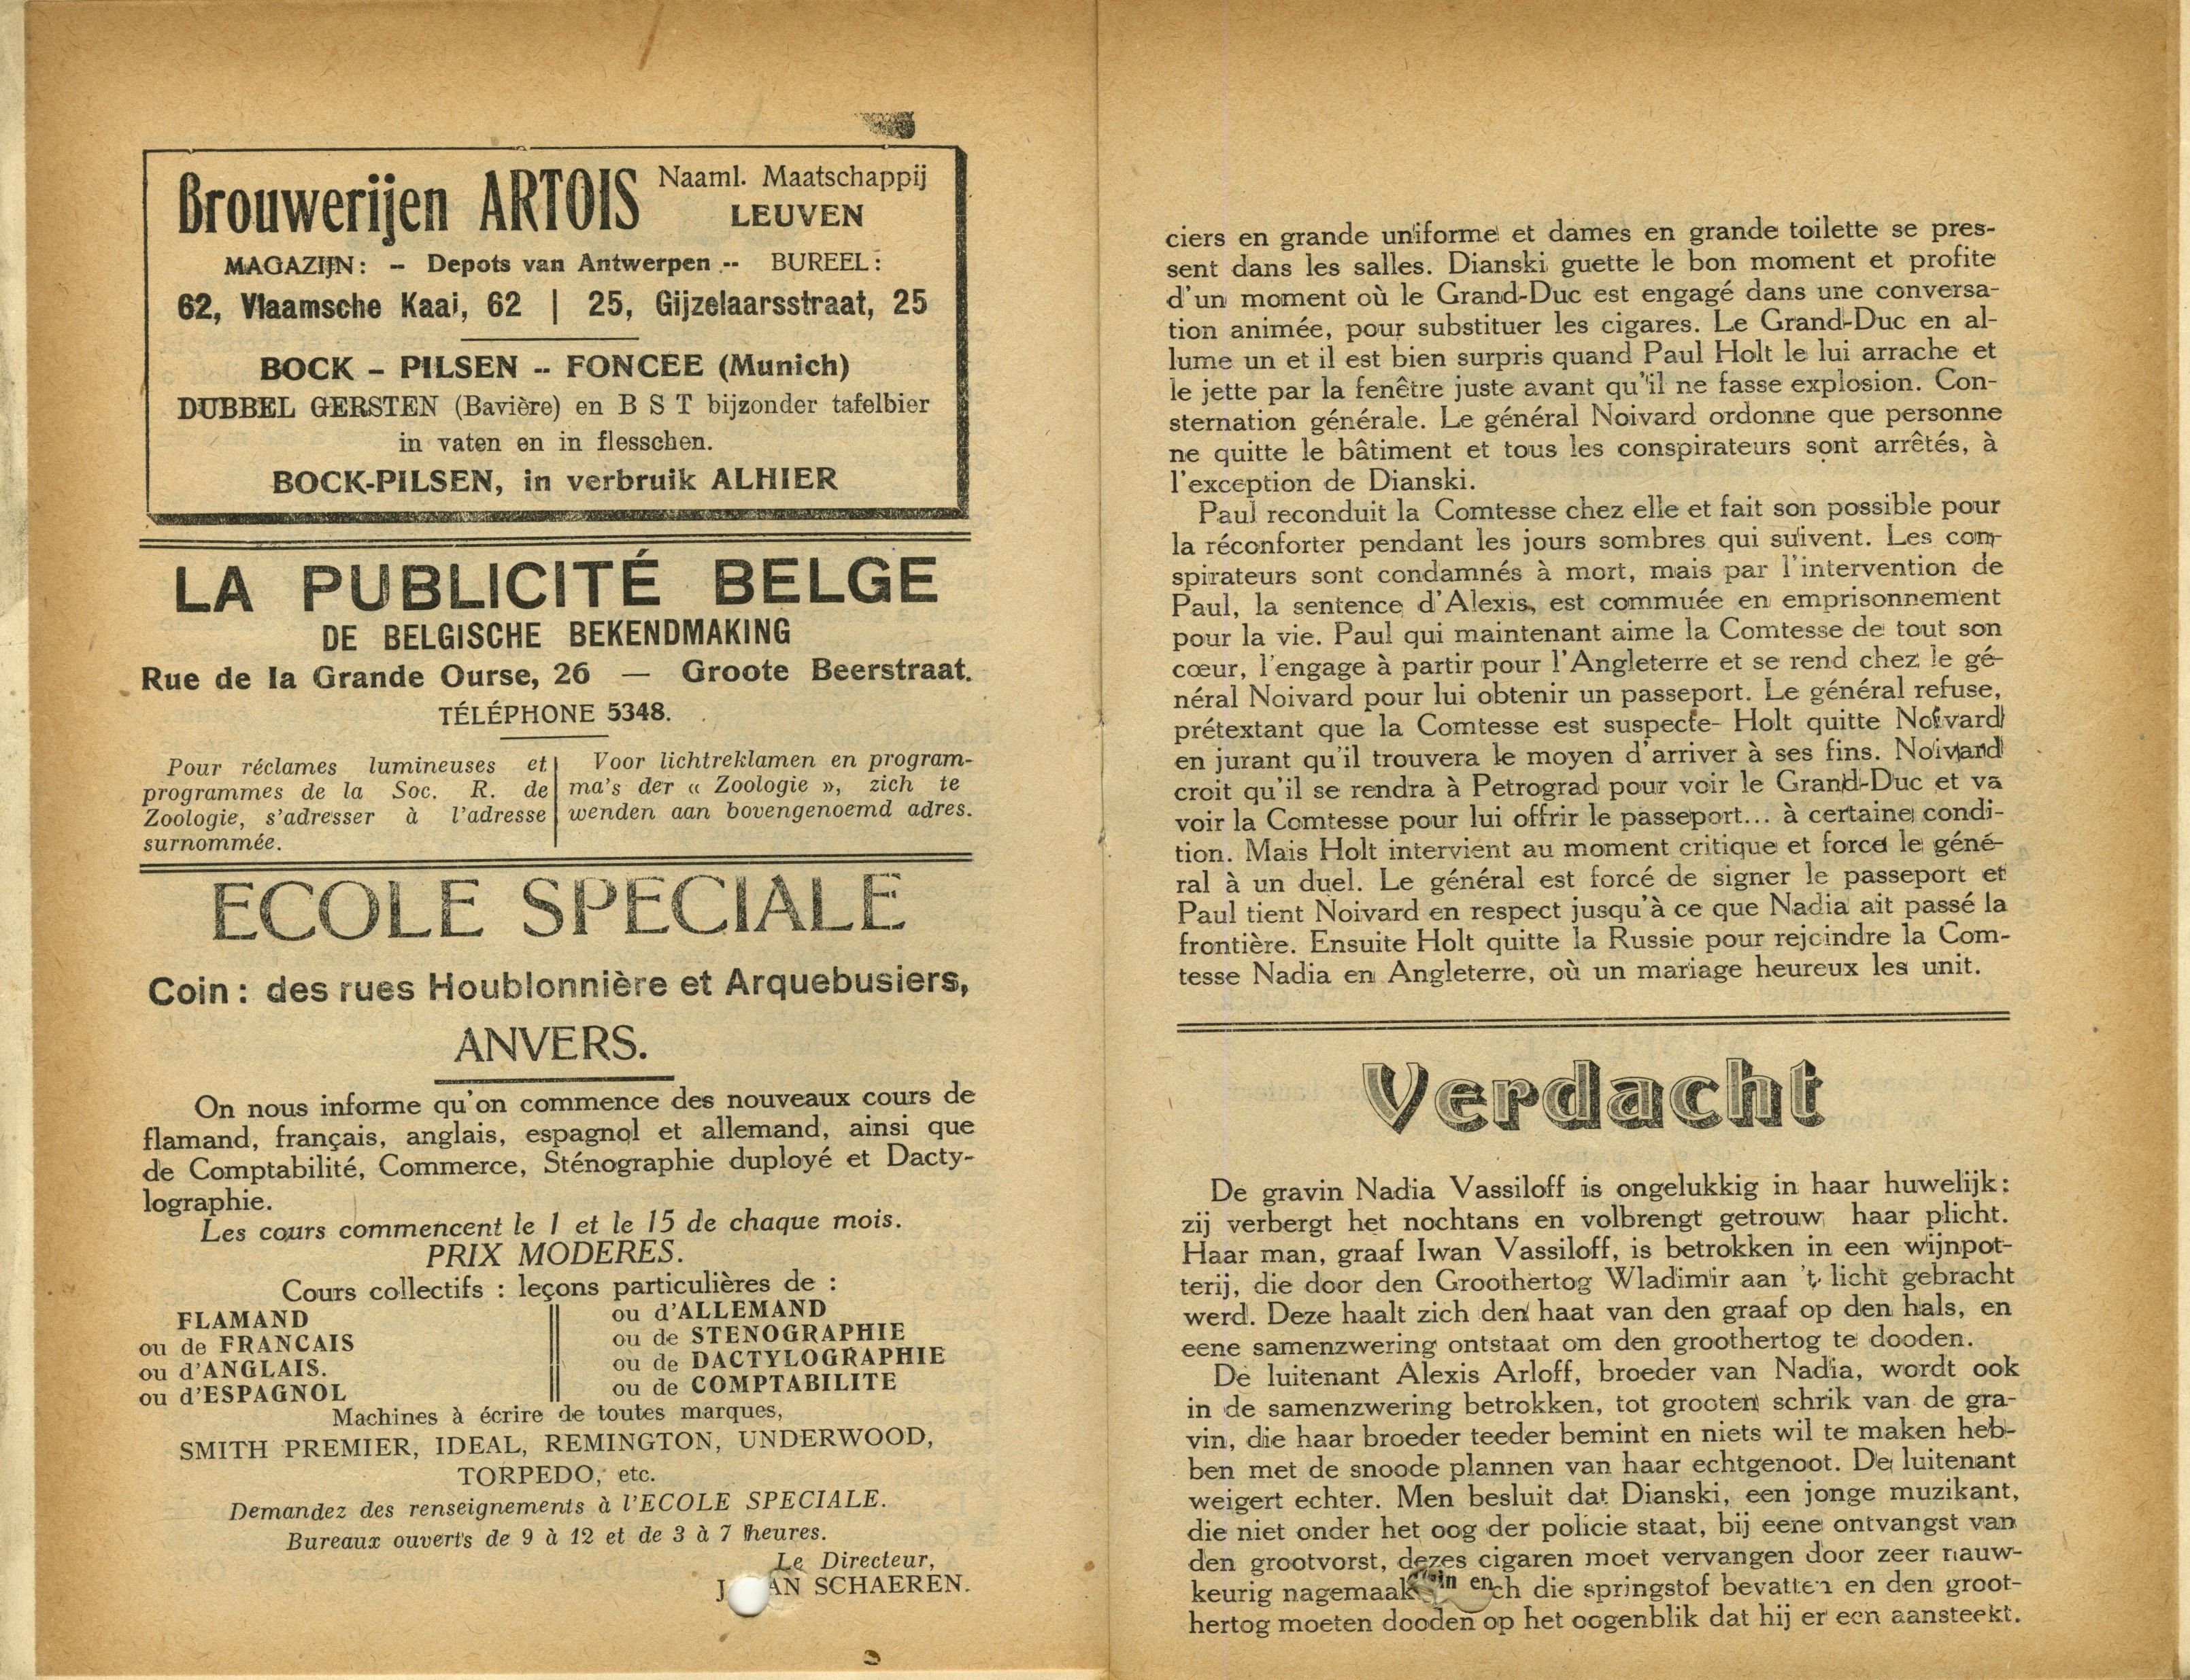 Brouwerijen ARTOIS Naaml. Maatschappij
LEUVEN
MAGAZIJN: -- Depots van Antwerpen -- BUREEL:
62, Vlaamsche Kaai, 62 | 25, Gijzelaarsstraat, 25
BOCK - PILSEN -- FONCEE (Munich)
DUBBEL GERSTEN (Bavière) en B S T bijzonder tafelbier
in vaten en in flesschen.
BOCK-PILSEN, in verbruik ALHIER
LA PUBLICITÉ BELGE
DE BELGISCHE BEKENDMAKING
Rue de la Grande Ourse, 26 — Groote Beerstraat.
TÉLÉPHONE 5348.
Pour réclames lumineuses et
programmes de la Soc. R. de
Zoologie, s'adresser à l'adresse
surnommée.
Voor lichtreklamen en program-
ma's der « Zoologie », zich te
wenden aan bovengenoemd adres.
ECOLE SPECIALE
Coin: des rues Houblonnière et Arquebusiers,
ANVERS.
On nous informe qu'on commence des nouveaux cours de
flamand, français, anglais, espagnol et allemand, ainsi que
de Comptabilité, Commerce, Sténographie duployé et Dacty-
lographie.
Les cours commencent le 1 et le 15 de chaque mois.
PRIX MODERES.
Cours collectifs : leçons particulières de :
FLAMAND
ou de FRANCAIS
ou d'ANGLAIS.
ou d'ESPAGNOL
ou d'ALLEMAND
ou de STENOGRAPHIE
ou de DACTYLOGRAPHIE
ou de COMPTABILITE
Machines à écrire de toutes marques,
SMITH PREMIER, IDEAL, REMINGTON, UNDERWOOD,
TORPEDO, etc.
Demandez des renseignements à l'ECOLE SPECIALE.
Bureaux ouverts de 9 à 12 et de 3 à 7 heures.
Le Directeur,
SCHAEREN.
ciers en grande uniforme et dames en grande toilette se pres-
sent dans les salles. Dianski guette le bon moment et profite
d'un moment où le Grand-Duc est engagé dans une conversa-
tion animée, pour substituer les cigares. Le Grand-Duc en al-
lume un et il est bien surpris quand Paul Holt le lui arrache et
le jette par la fenêtre juste avant qu'il ne fasse explosion. Con-
sternation générale. Le général Noivard ordonne que personne
ne quitte le bâtiment et tous les conspirateurs sont arrêtés, à
l'exception de Dianski.
Paul reconduit la Comtesse chez elle et fait son possible pour
la réconforter pendant les jours sombres qui suivent. Les con-
spirateurs sont condamnés à mort, mais par l'intervention de
Paul, la sentence d'Alexis, est commuée en emprisonnement
pour la vie. Paul qui maintenant aime la Comtesse de tout son
cœur, l'engage à partir pour l'Angleterre et se rend chez le gé-
néral Noivard pour lui obtenir un passeport. Le général refuse,
prétextant que la Comtesse est suspecte- Holt quitte Noivard
en jurant qu'il trouvera le moyen d'arriver à ses fins. Noivard
croit qu'il se rendra à Petrograd pour voir le Grand-Duc et va
voir la Comtesse pour lui offrir le passeport... à certaine condi-
tion. Mais Holt intervient au moment critique et force le géné-
ral à un duel. Le général est forcé de signer le passeport et
Paul tient Noivard en respect jusqu'à ce que Nadia ait passé la
frontière. Ensuite Holt quitte la Russie pour rejoindre la Com-
tesse Nadia en Angleterre, où un mariage heureux les unit.
Verdacht
De gravin Nadia Vassiloff is ongelukkig in haar huwelijk:
zij verbergt het nochtans en volbrengt getrouw haar plicht.
Haar man, graaf Iwan Vassiloff, is betrokken in een wijnpot-
terij, die door den Groothertog Wladimir aan 't licht gebracht
werd. Deze haalt zich den haat van den graaf op den hals, en
eene samenzwering ontstaat om den groothertog te dooden.
De luitenant Alexis Arloff, broeder van Nadia, wordt ook
in de samenzwering betrokken, tot grooten schrik van de gra-
vin, die haar broeder teeder bemint en niets wil te maken heb-
ben met de snoode plannen van haar echtgenoot. De luitenant
weigert echter. Men besluit dat Dianski, een jonge muzikant,
die niet onder het oog der policie staat, bij eene ontvangst van
den grootvorst, dezes cigaren moet vervangen door zeer nauw-
keurig die springstof bevatten en den groot-
hertog moeten dooden op het oogenblik dat hij er een aansteekt.